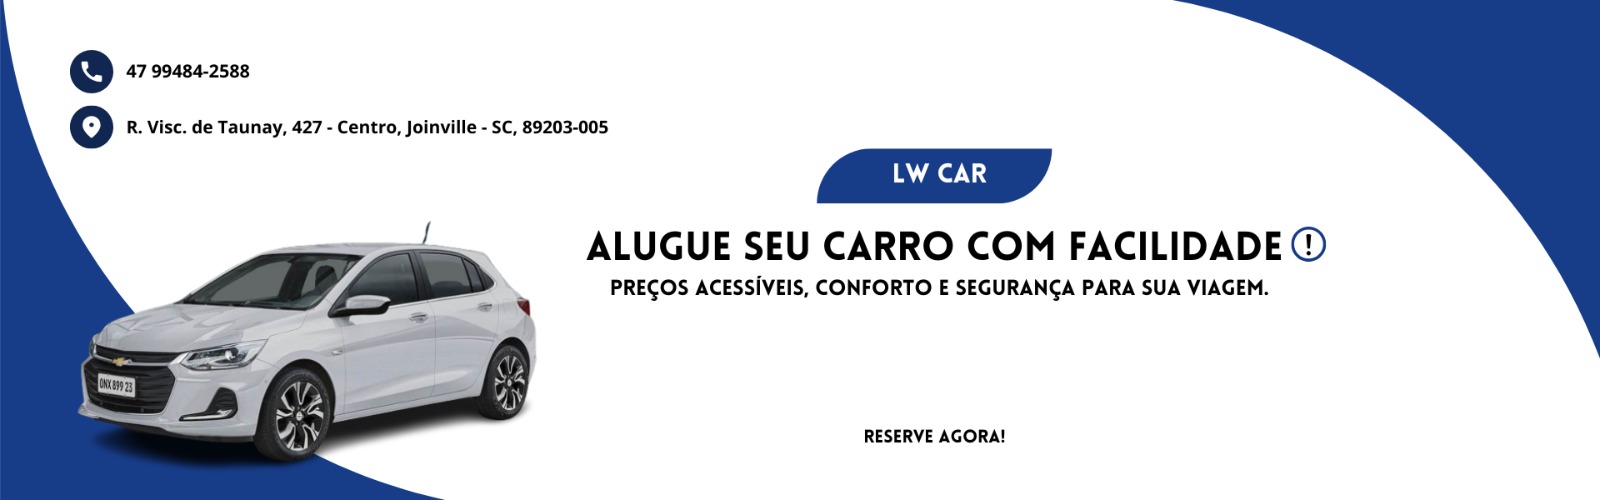 47 99484-2588
R. Visc. de Taunay, 427 - Centro, Joinville - SC, 89203-005
LW CAR
ALUGUE SEU CARRO COM FACILIDADE !
PREÇOS ACESSÍVEIS, CONFORTO E SEGURANÇA PARA SUA VIAGEM.
ONX 899 23
RESERVE AGORA!